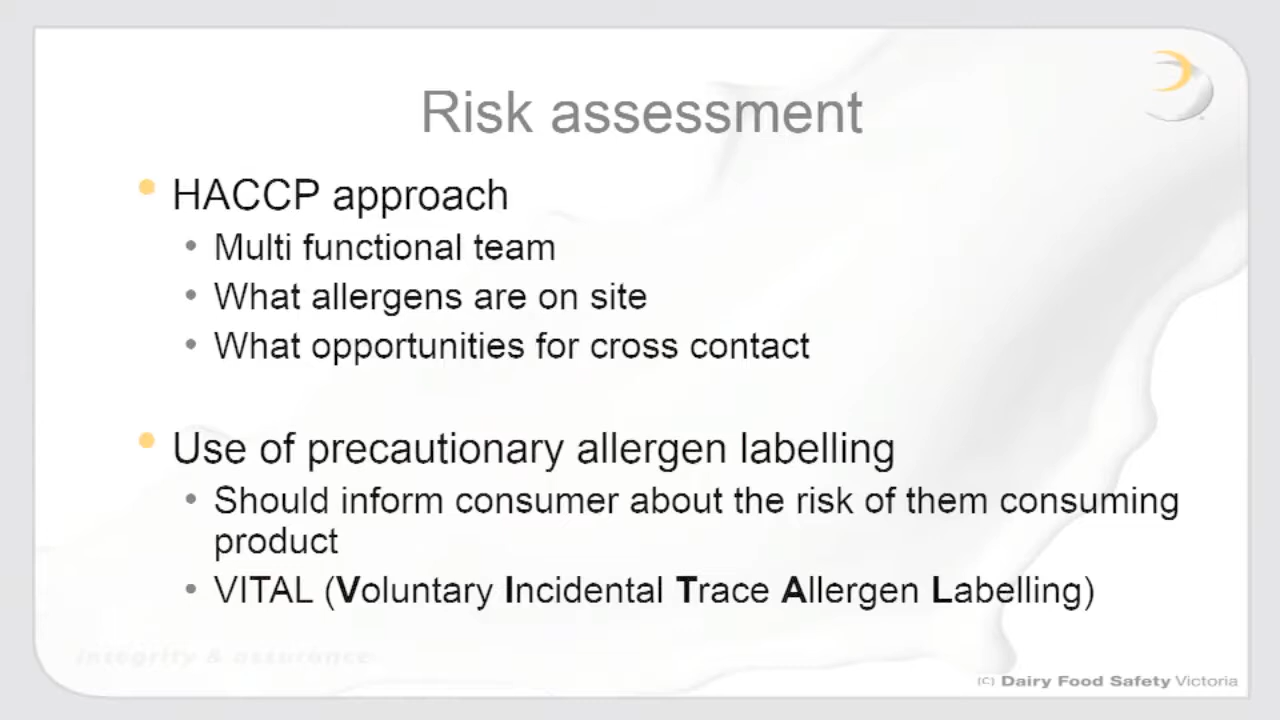 Risk assessment
• HACCP approach
• Multi functional team
• What allergens are on site
• What opportunities for cross contact
• Use of precautionary allergen labelling
• Should inform consumer about the risk of them consuming
product
• VITAL (Voluntary Incidental Trace Allergen Labelling)
integrity & assurance
(C) Dairy Food Safety Victoria